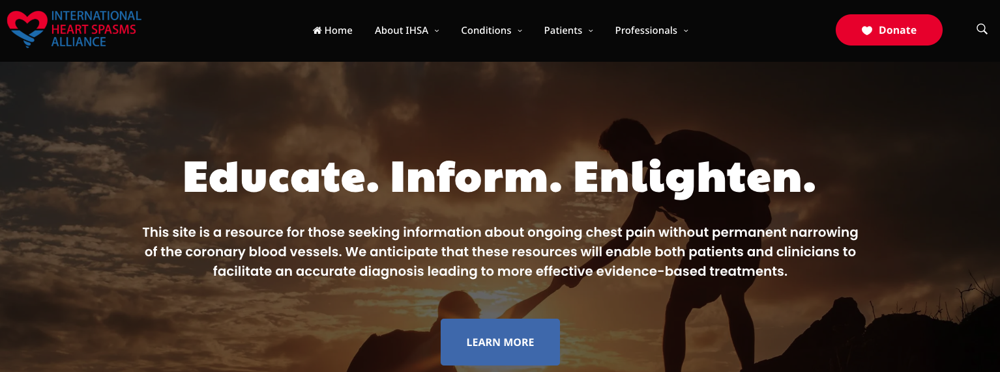 INTERNATIONAL
HEART SPASMS
ALLIANCE
Home About IHSA Conditions Patients Professionals
Donate
Educate. Inform. Enlighten.
This site is a resource for those seeking information about ongoing chest pain without permanent narrowing
of the coronary blood vessels. We anticipate that these resources will enable both patients and clinicians to
facilitate an accurate diagnosis leading to more effective evidence-based treatments.
LEARN MORE